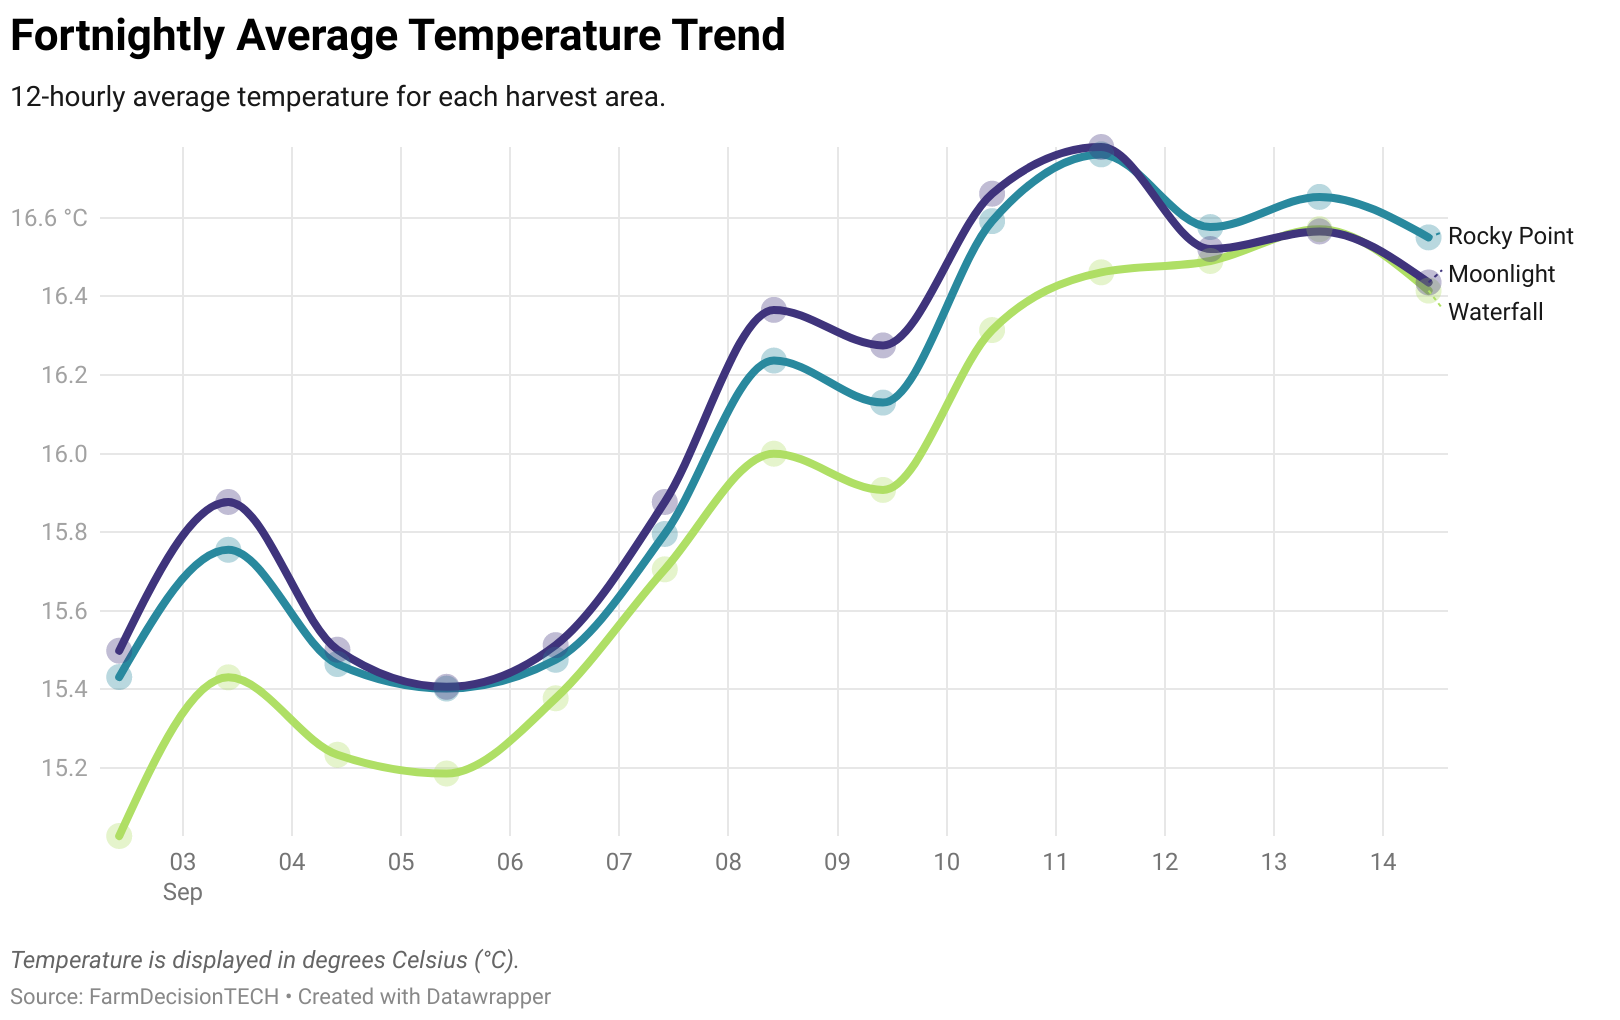 Fortnightly Average Temperature Trend
12-hourly average temperature for each harvest area.
16.6 °C
16.4
16.2
16.0
15.8
15.6
15.4
15.2
Rocky Point
Moonlight
Waterfall
03 04 05 06 07 08 09 10 11 12 13 14
Sep
Temperature is displayed in degrees Celsius (°C).
Source: FarmDecisionTECH • Created with Datawrapper